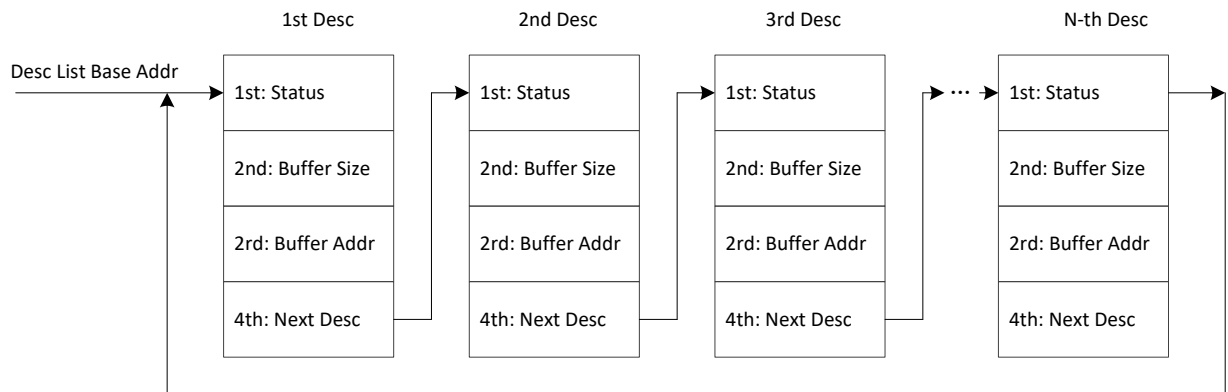 1st Desc
2nd Desc
3rd Desc
N-th Desc
Desc List Base Addr
1st: Status
2nd: Buffer Size
2rd: Buffer Addr
4th: Next Desc
1st: Status
2nd: Buffer Size
2rd: Buffer Addr
4th: Next Desc
1st: Status
2nd: Buffer Size
2rd: Buffer Addr
4th: Next Desc
...
1st: Status
2nd: Buffer Size
2rd: Buffer Addr
4th: Next Desc